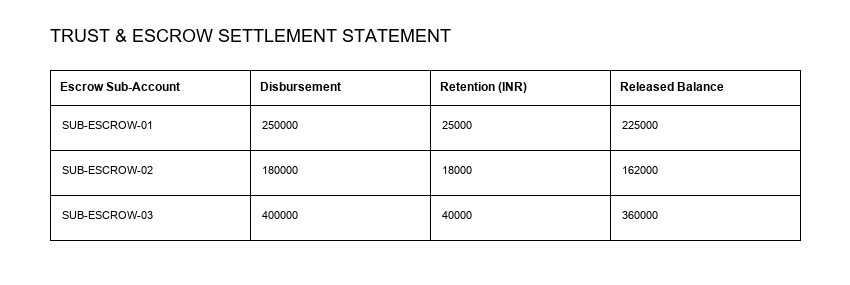 TRUST & ESCROW SETTLEMENT STATEMENT
Escrow Sub-Account Disbursement Retention (INR) Released Balance
SUB-ESCROW-01 250000 25000 225000
SUB-ESCROW-02 180000 18000 162000
SUB-ESCROW-03 400000 40000 360000